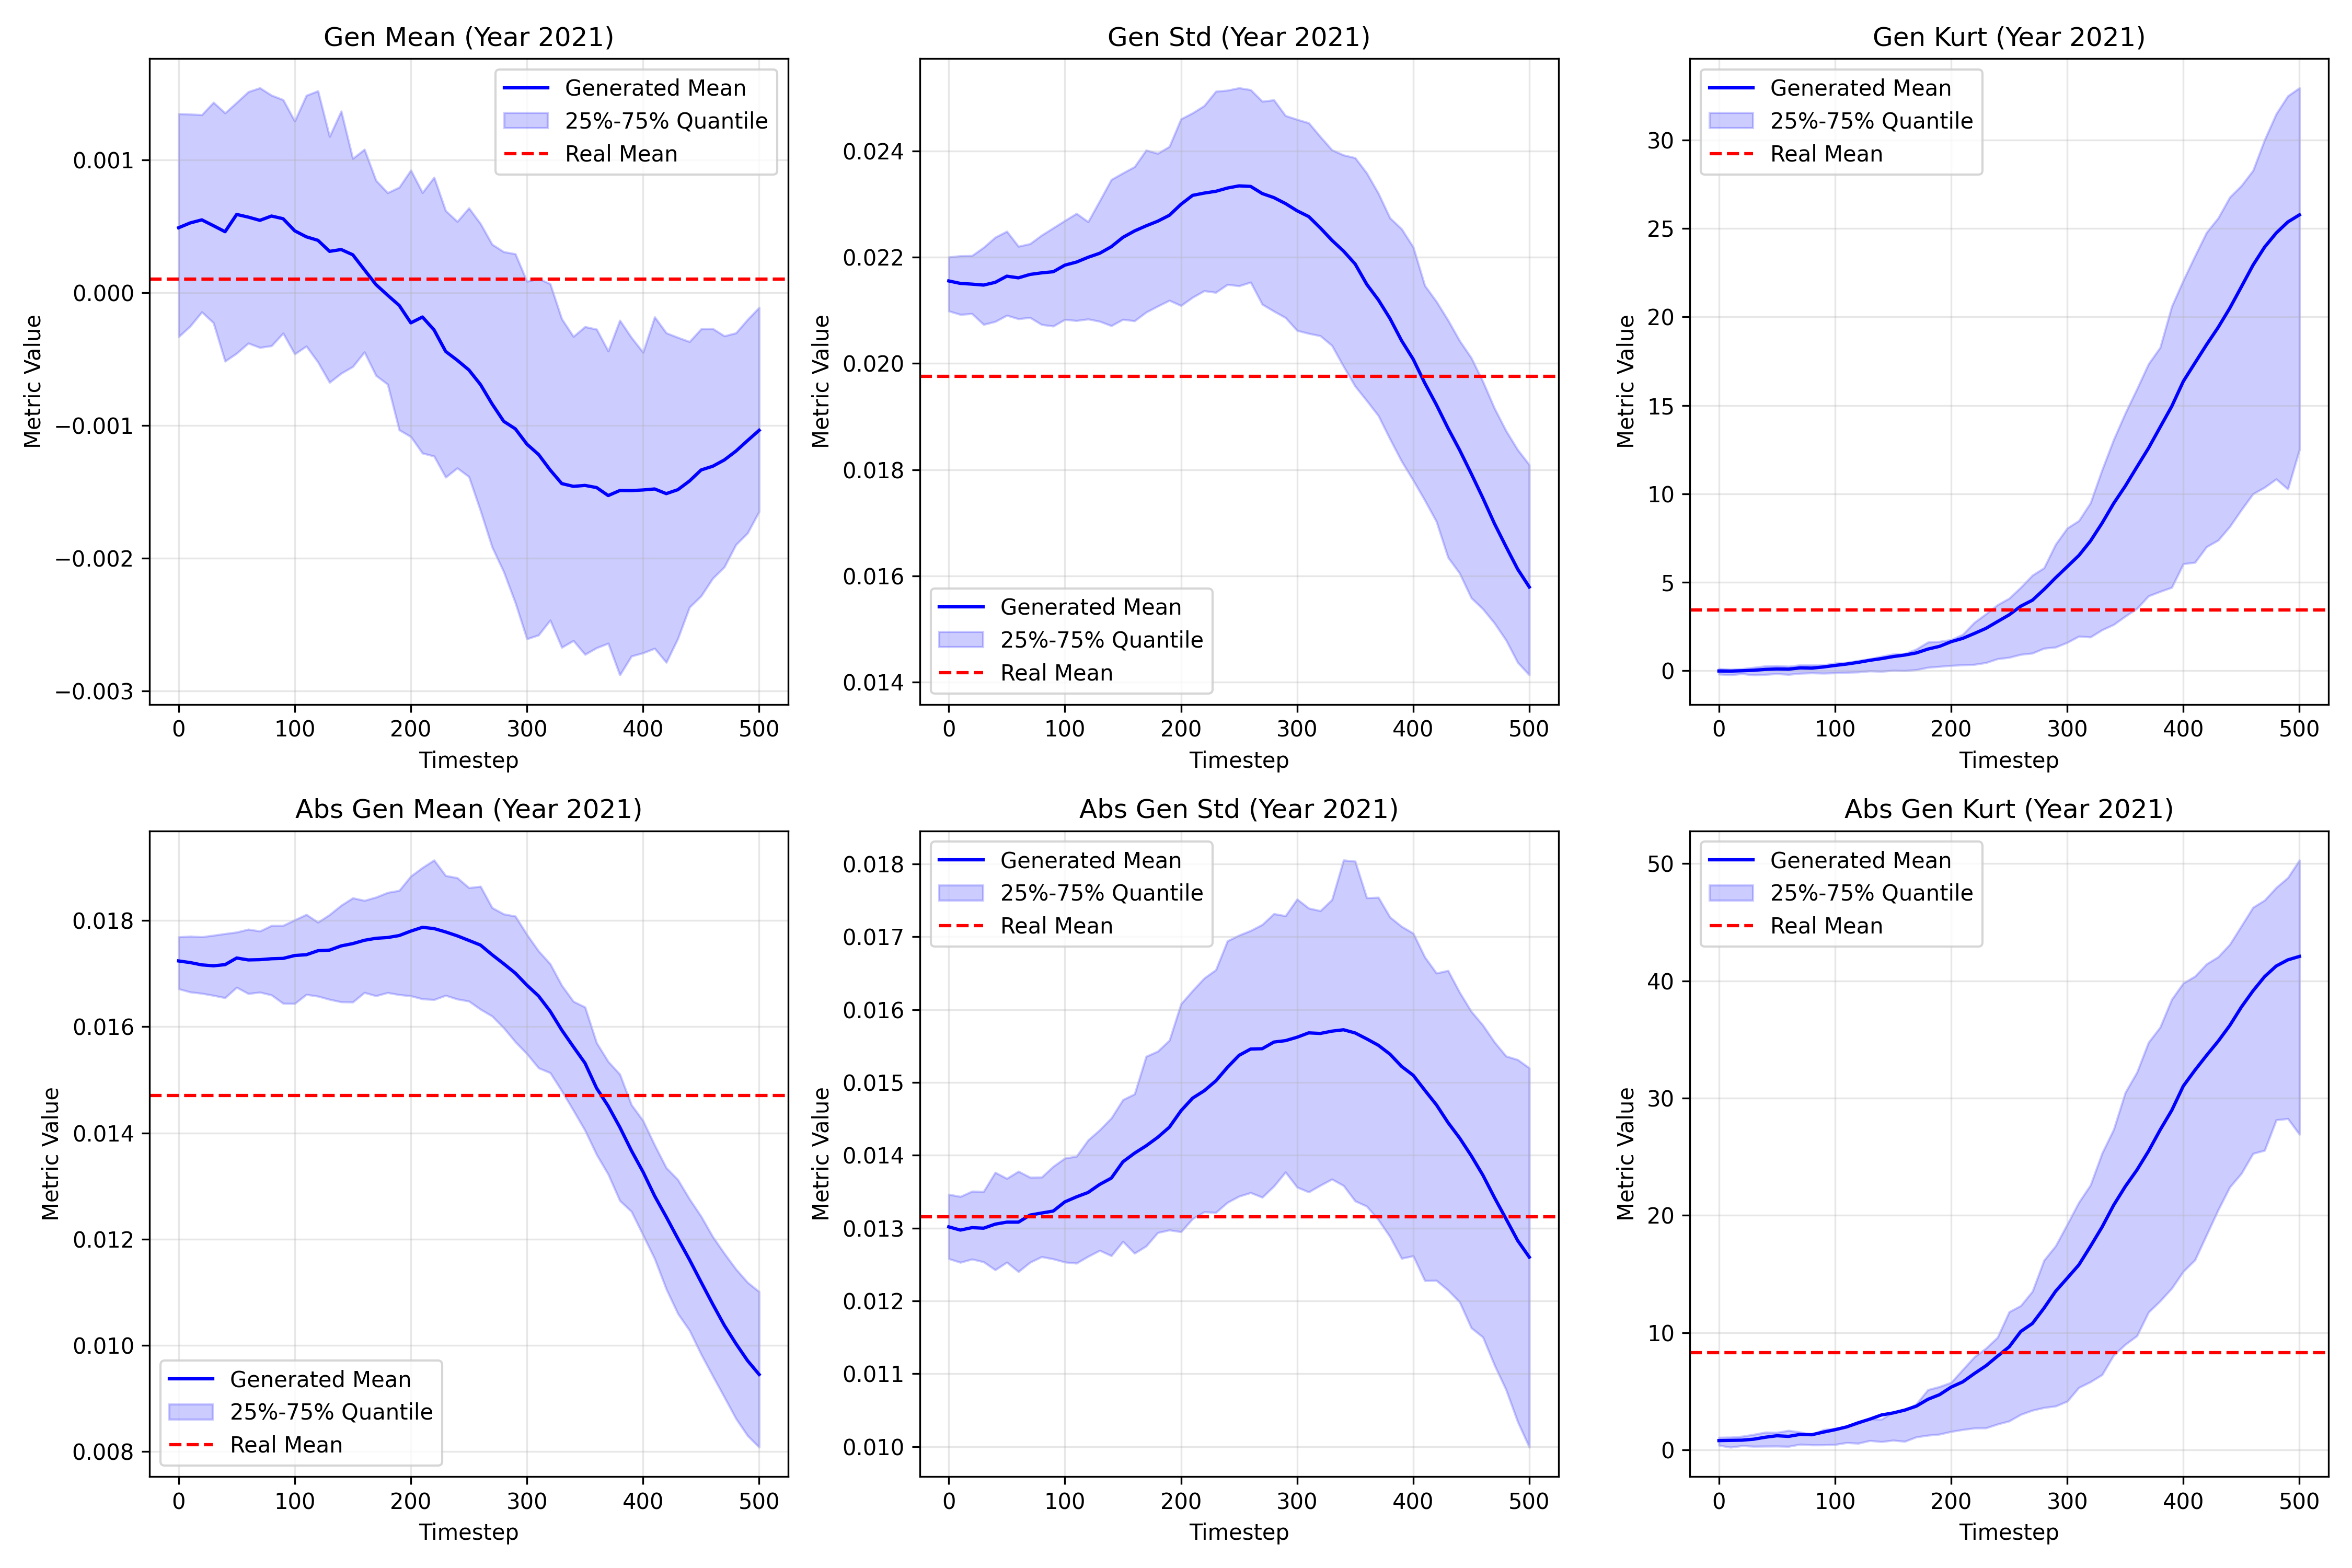 Gen Mean (Year 2021)
Generated Mean
25%-75% Quantile
Real Mean
Metric Value
0.001
0.000
−0.001
−0.002
−0.003
0 100 200 300 400 500
Timestep
Gen Std (Year 2021)
Metric Value
0.024
0.022
0.020
0.018
0.016
0.014
Generated Mean
25%-75% Quantile
Real Mean
0 100 200 300 400 500
Timestep
Gen Kurt (Year 2021)
Generated Mean
25%-75% Quantile
Real Mean
Metric Value
30
25
20
15
10
5
0
0 100 200 300 400 500
Timestep
Abs Gen Mean (Year 2021)
Metric Value
0.018
0.016
0.014
0.012
0.010
0.008
Generated Mean
25%-75% Quantile
Real Mean
0 100 200 300 400 500
Timestep
Abs Gen Std (Year 2021)
Generated Mean
25%-75% Quantile
Real Mean
Metric Value
0.018
0.017
0.016
0.015
0.014
0.013
0.012
0.011
0.010
0 100 200 300 400 500
Timestep
Abs Gen Kurt (Year 2021)
Generated Mean
25%-75% Quantile
Real Mean
Metric Value
50
40
30
20
10
0
0 100 200 300 400 500
Timestep